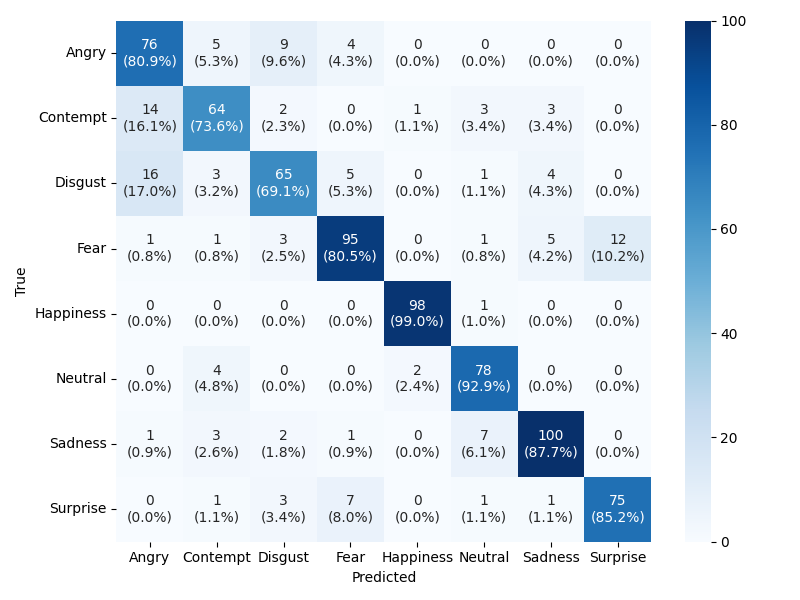 76 5 9 4 0 0 0 0 100
Angry (80.9%) (5.3%) (9.6%) (4.3%) (0.0%) (0.0%) (0.0%) (0.0%)
14 64 2 0 1 3 3 0
Contempt (16.1%) (73.6%) (2.3%) (0.0%) (1.1%) (3.4%) (3.4%) (0.0%)
80
16 3 65 5 0 1 4 0
Disgust (17.0%) (3.2%) (69.1%) (5.3%) (0.0%) (1.1%) (4.3%) (0.0%)
1 1 3 95 0 1 5 12
Fear (0.8%) (0.8%) (2.5%) (80.5%) (0.0%) (0.8%) (4.2%) (10.2%)
60
True
0 0 0 0 98 1 0 0
Happiness (0.0%) (0.0%) (0.0%) (0.0%) (99.0%) (1.0%) (0.0%) (0.0%)
40
0 4 0 0 2 78 0 0
Neutral (0.0%) (4.8%) (0.0%) (0.0%) (2.4%) (92.9%) (0.0%) (0.0%)
1 3 2 1 0 7 100 0
Sadness (0.9%) (2.6%) (1.8%) (0.9%) (0.0%) (6.1%) (87.7%) (0.0%)
20
0 1 3 7 0 1 1 75
Surprise (0.0%) (1.1%) (3.4%) (8.0%) (0.0%) (1.1%) (1.1%) (85.2%)
0
Angry Contempt Disgust Fear Happiness Neutral Sadness Surprise
Predicted